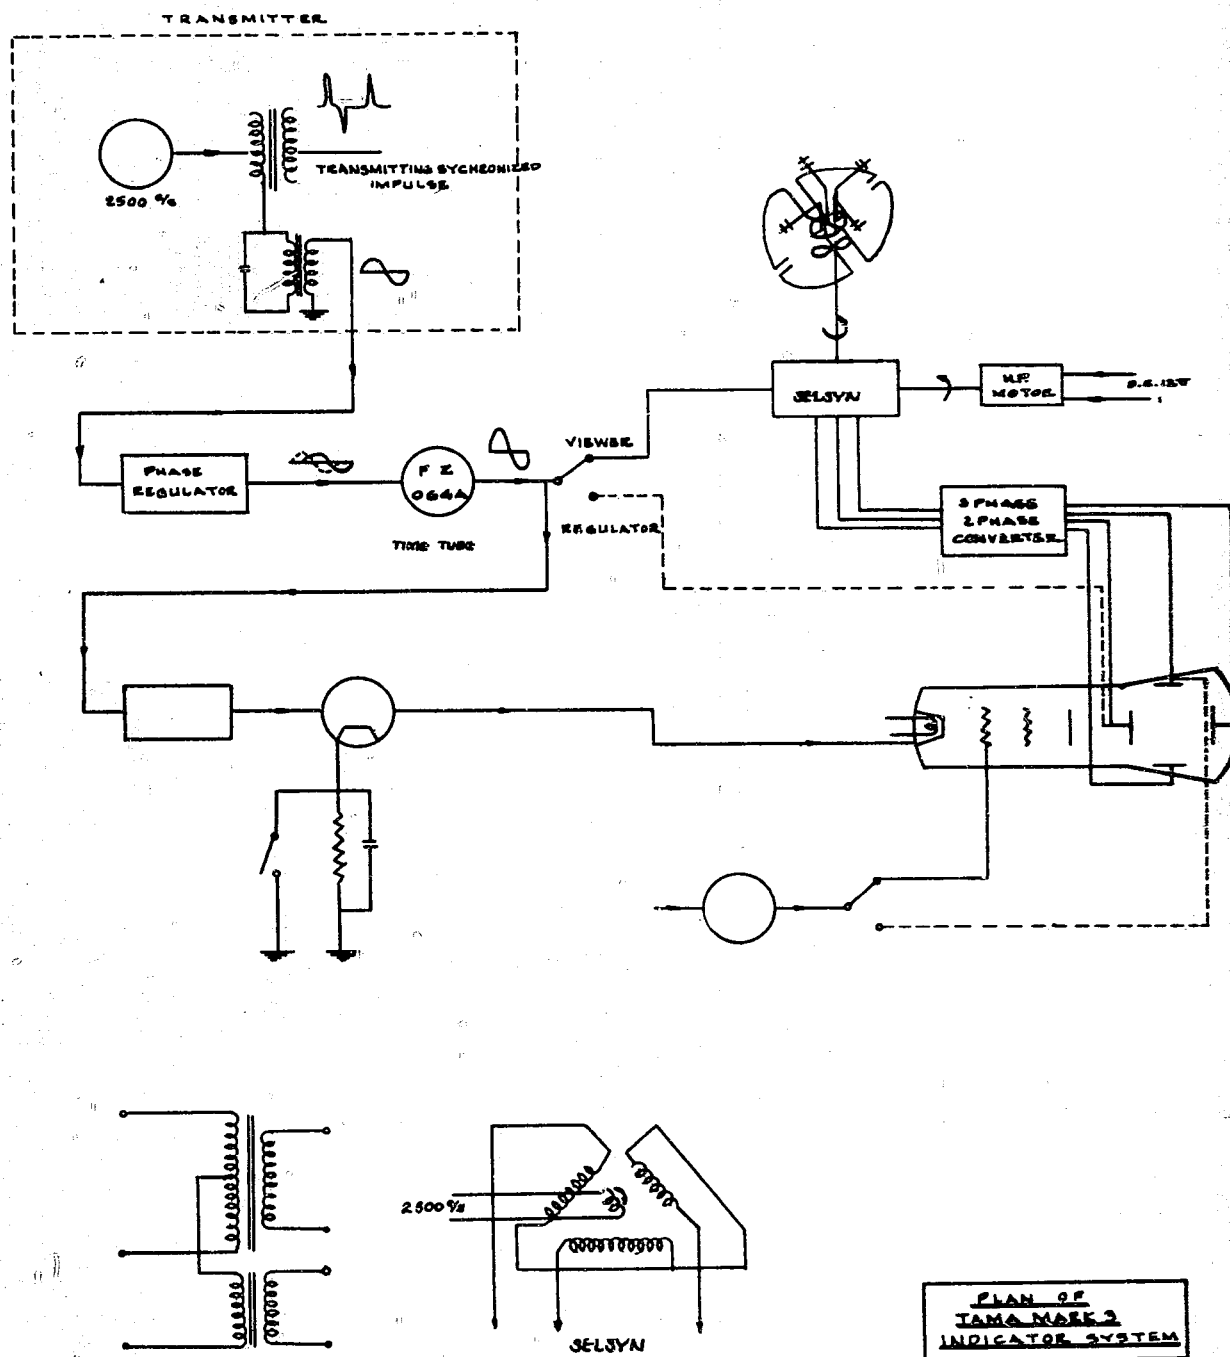 TRANSMITTER
TRANSMITTING SYCHRONIZED
IMPULSE
2500 c/s
SELSYN
H.F.
MOTOR
VIEWER
PHASE
REGULATOR
F Z
064A
TIME TUBE
REGULATOR
3 PHASE
2 PHASE
CONVERTER
2500 c/s
SELSYN
PLAN OF
TAMA MARK 3
INDICATOR SYSTEM